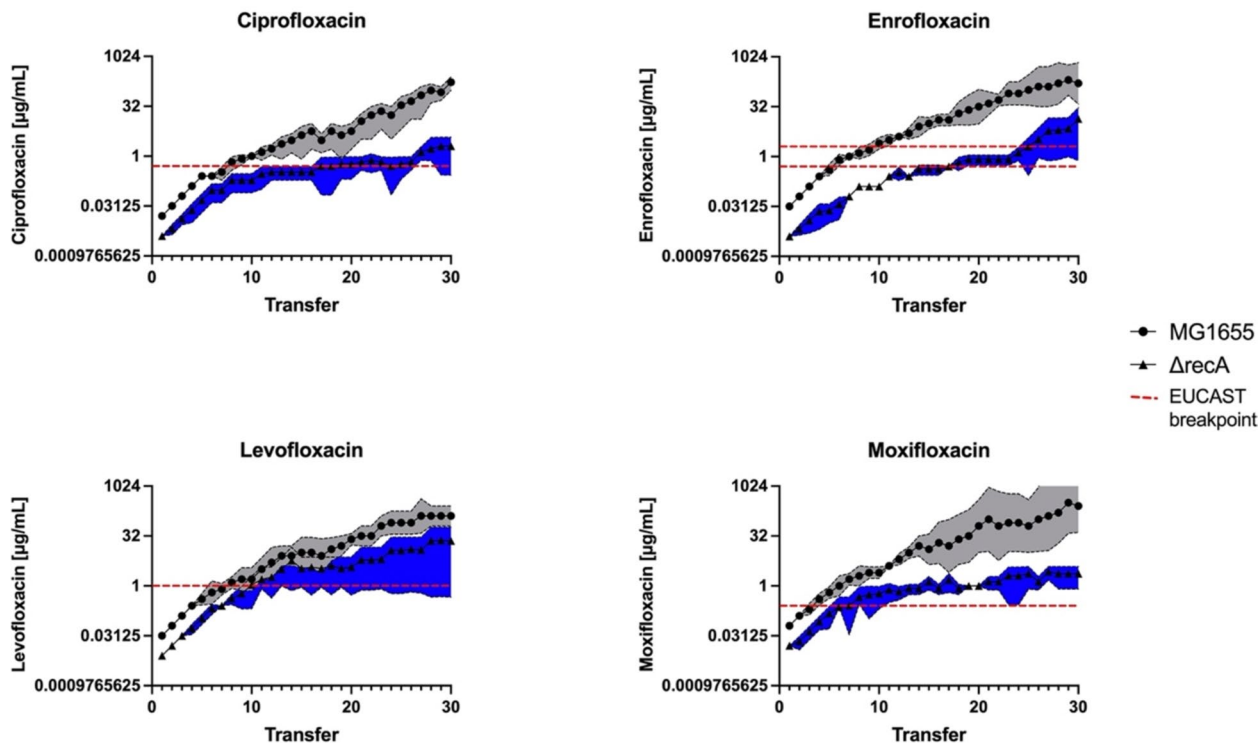 Ciprofloxacin
Ciprofloxacin [µg/mL]
1024
32
1
0.03125
0.0009765625
0 10 20 30
Transfer
Enrofloxacin
Enrofloxacin [µg/mL]
1024
32
1
0.03125
0.0009765625
0 10 20 30
Transfer
MG1655
ΔrecA
EUCAST
breakpoint
Levofloxacin
Levofloxacin [µg/mL]
1024
32
1
0.03125
0.0009765625
0 10 20 30
Transfer
Moxifloxacin
Moxifloxacin [µg/mL]
1024
32
1
0.03125
0.0009765625
0 10 20 30
Transfer